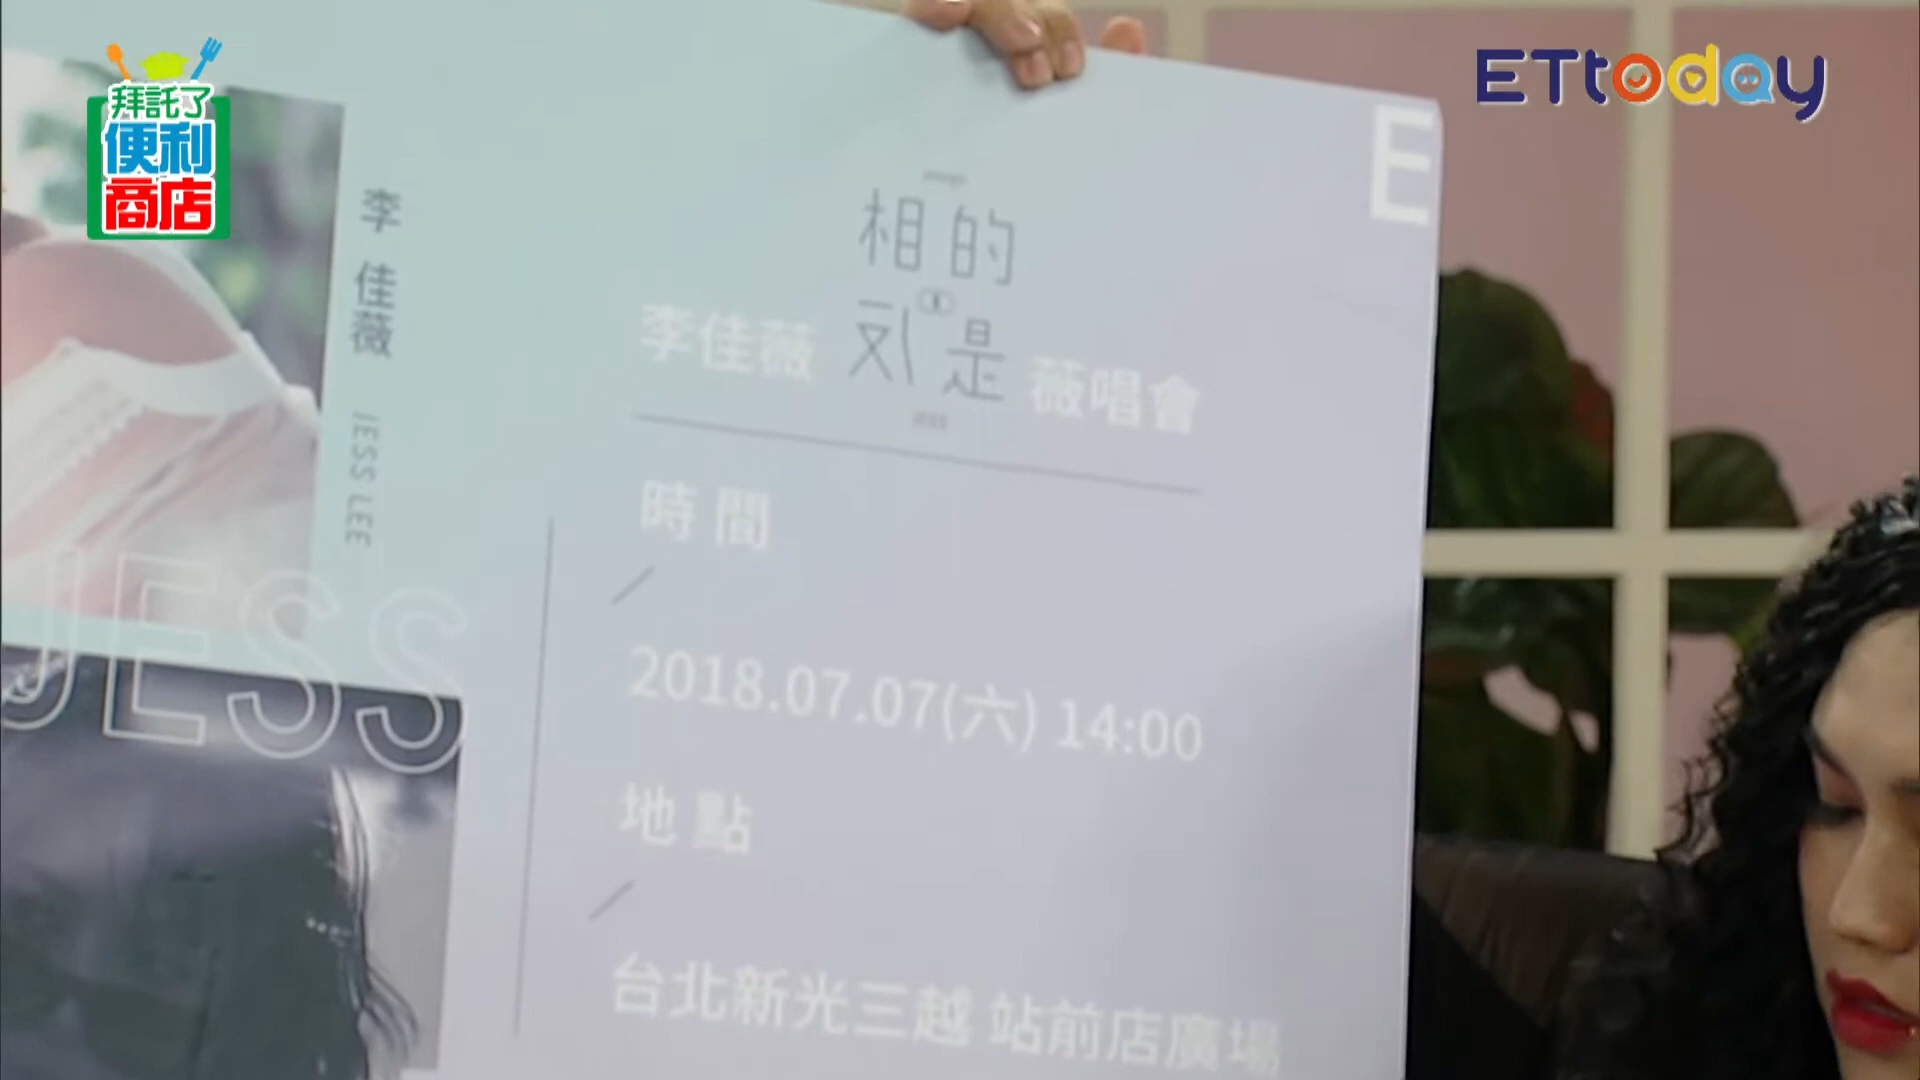 拜託了
便利
商店
ETtoday
E
李佳薇
JESS LEE
JESS
相的
反是
李佳薇
薇唱會
時間
2018.07.07(六) 14:00
地點
台北新光三越 站前店廣場